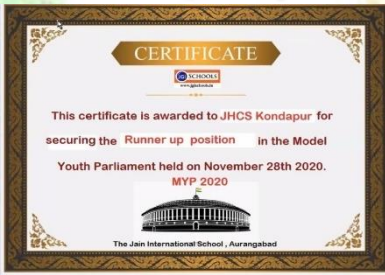 CERTIFICATE
SCHOOLS
This certificate is awarded to JHCS Kondapur for
securing the Runner up position in the Model
Youth Parliament held on November 28th 2020.
MYP 2020
The Jain International School , Aurangabad